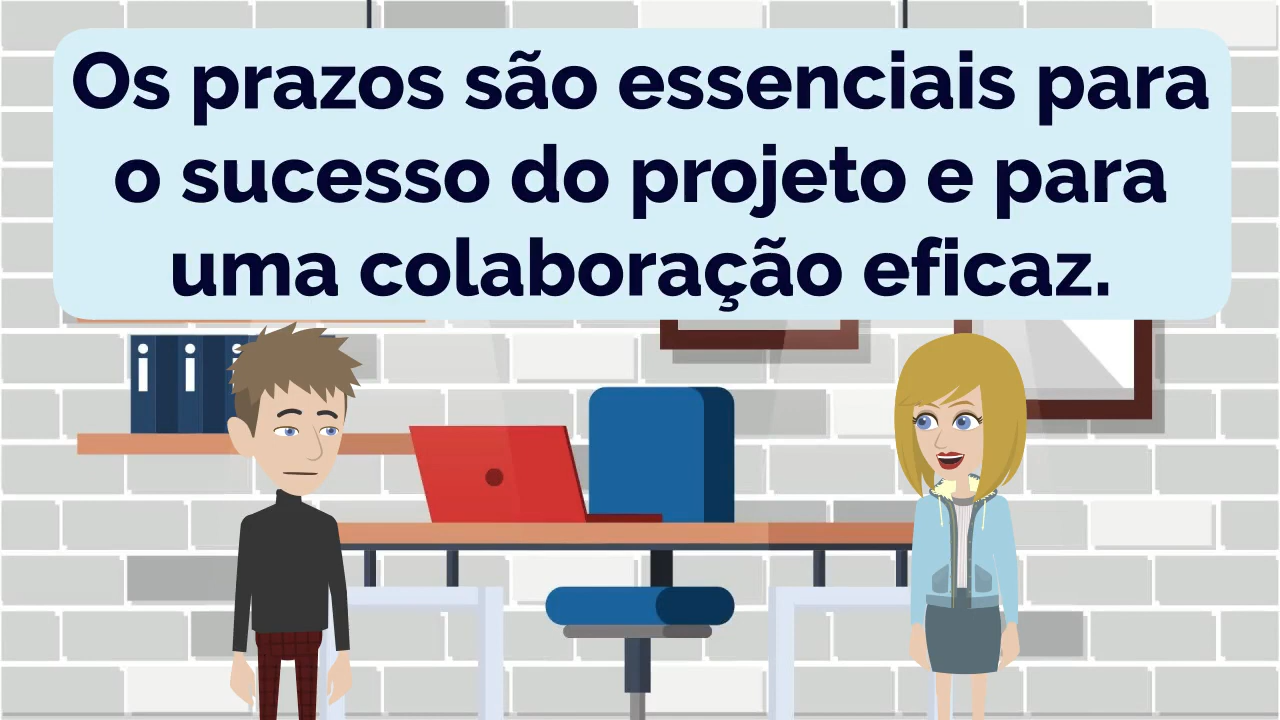 Os prazos são essenciais para
o sucesso do projeto e para
uma colaboração eficaz.